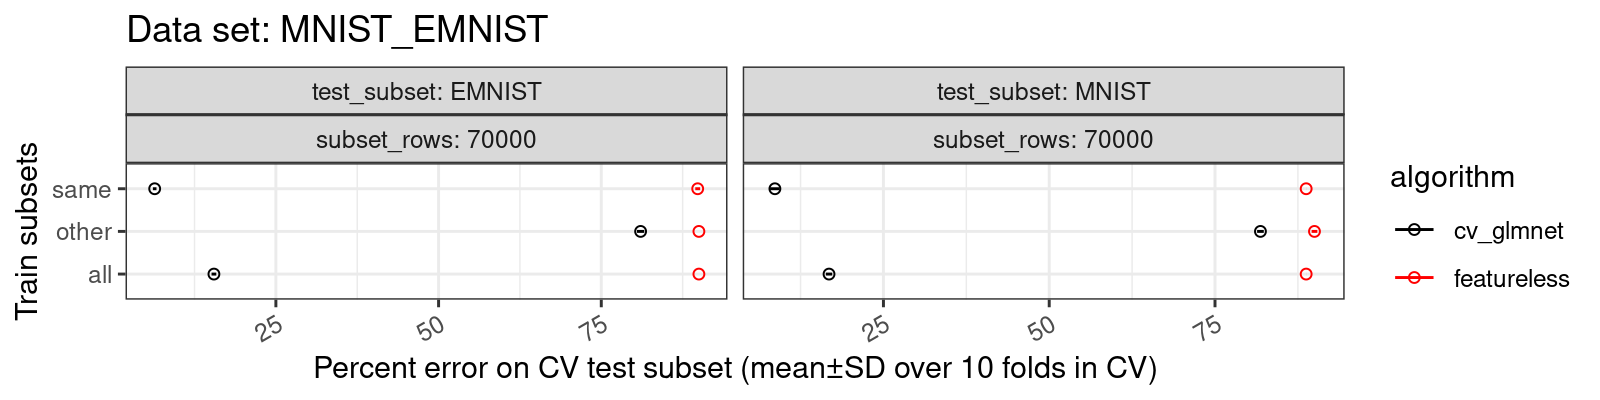 Data set: MNIST_EMNIST
test_subset: EMNIST
test_subset: MNIST
subset_rows: 70000
subset_rows: 70000
Train subsets
same
other
all
25
50
75
25
50
75
Percent error on CV test subset (mean±SD over 10 folds in CV)
algorithm
cv_glmnet
featureless